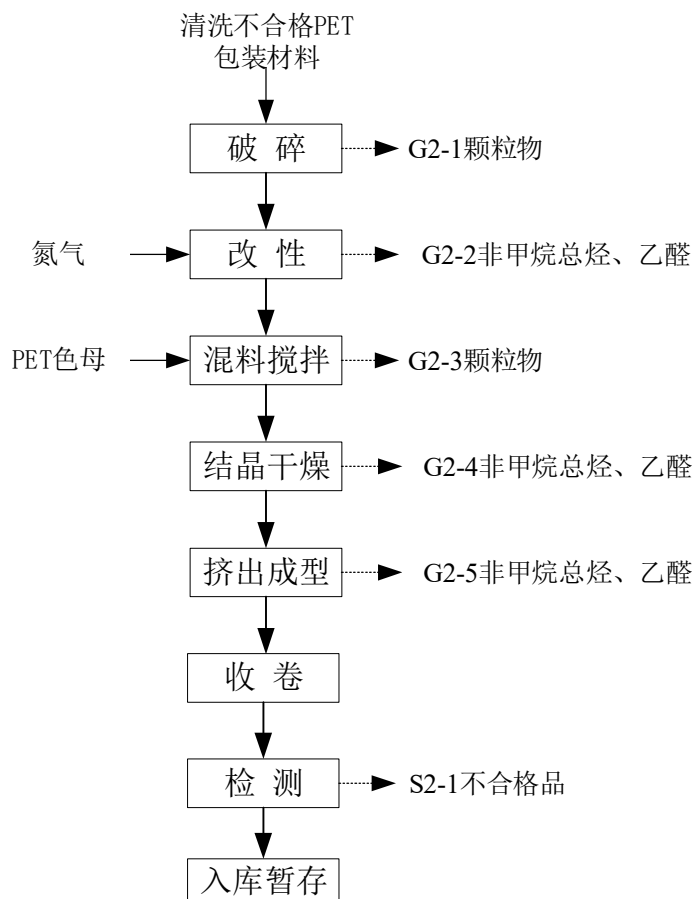 清洗不合格PET
包装材料
破 碎
G2-1颗粒物
氮气
改 性
G2-2非甲烷总烃、乙醛
PET色母
混料搅拌
G2-3颗粒物
结晶干燥
G2-4非甲烷总烃、乙醛
挤出成型
G2-5非甲烷总烃、乙醛
收 卷
检 测
S2-1不合格品
入库暂存